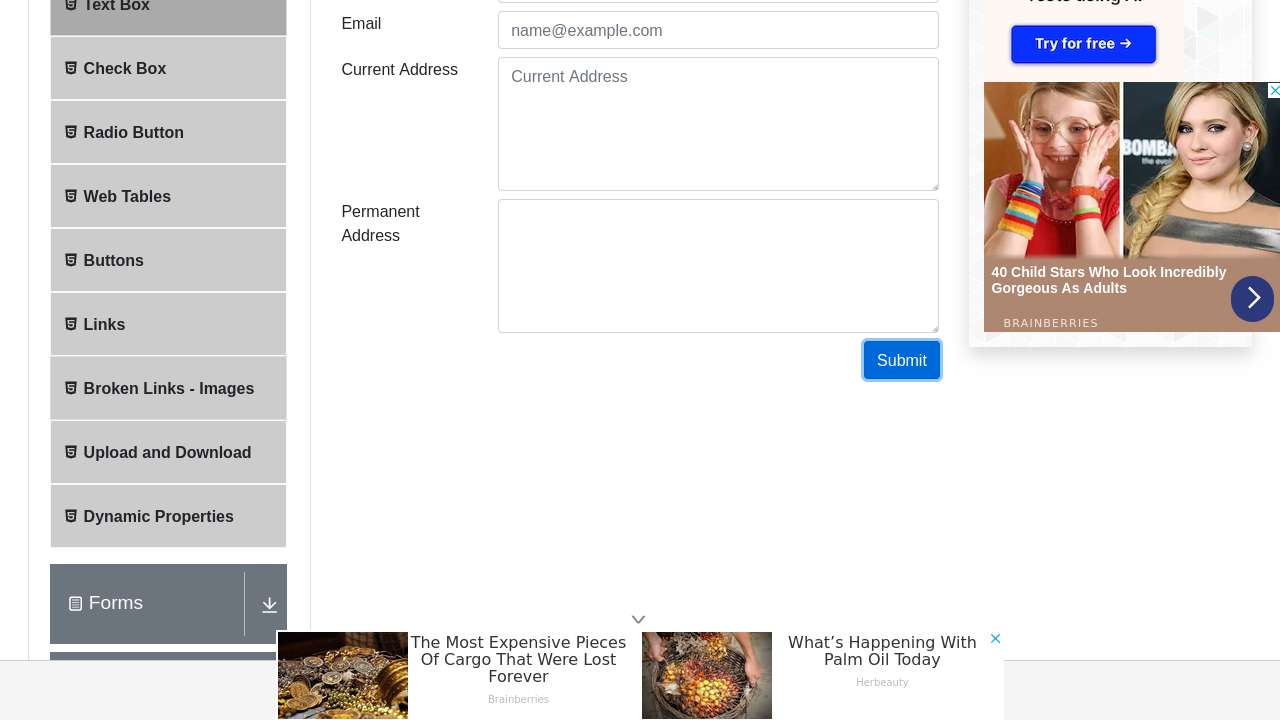 Text Box
Check Box
Radio Button
Web Tables
Buttons
Links
Broken Links - Images
Upload and Download
Dynamic Properties
Forms
Email
name@example.com
Current Address
Current Address
Permanent
Address
Submit
Try for free →
BOMBA
the evol
40 Child Stars Who Look Incredibly
Gorgeous As Adults
BRAINBERRIES
The Most Expensive Pieces
Of Cargo That Were Lost
Forever
Brainberries
What's Happening With
Palm Oil Today
Herbeauty